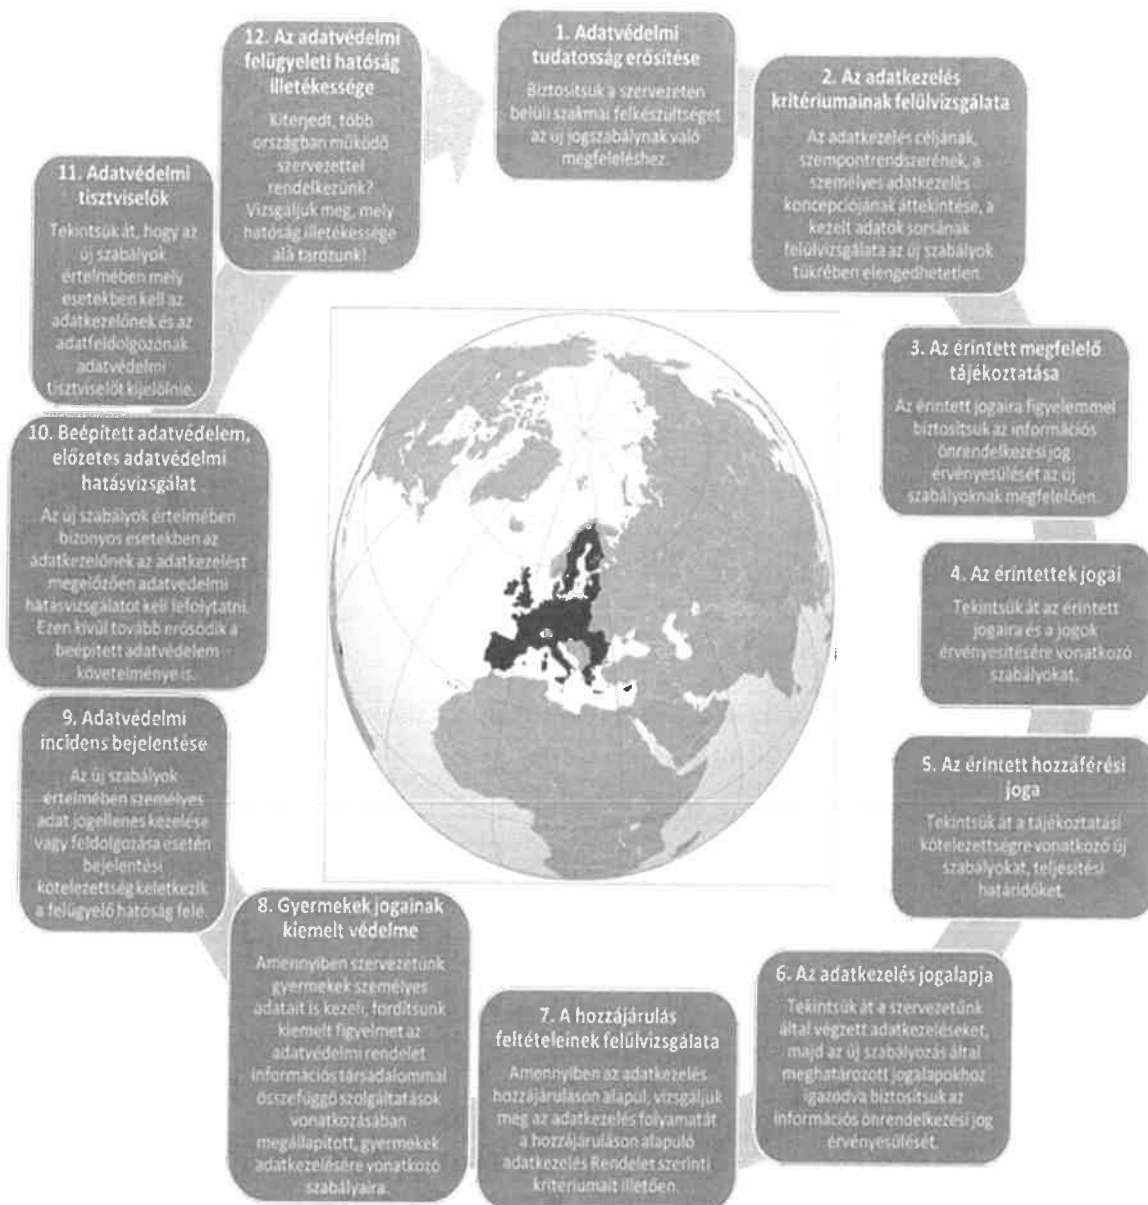 1. Adatvédelmi
tudatosság erősítése
Biztosítsuk a szervezeten
belüli szakmai felkészültséget
az új jogszabálynak való
megfeleléshez.
2. Az adatkezelés
kritériumainak felülvizsgálata
Az adatkezelés céljának,
szempontrendszerének, a
személyes adatkezelés
koncepciójának áttekintése, a
kezelt adatok sorsának
felülvizsgálata az új szabályok
tükrében elengedhetetlen.
3. Az érintett megfelelő
tájékoztatása
Az érintett jogaira figyelemmel
biztosítsuk az információs
önrendelkezési jog
érvényesülését az új
szabályoknak megfelelően.
4. Az érintettek jogai
Tekintsük át az érintett
jogaira és a jogok
érvényesítésére vonatkozó
szabályokat.
5. Az érintett hozzáférési
joga
Tekintsük át a tájékoztatási
kötelezettségre vonatkozó új
szabályokat, teljesítési
határidőket.
6. Az adatkezelés jogalapja
Tekintsük át a szervezetünk
által végzett adatkezeléseket,
majd az új szabályozás által
meghatározott jogalapokhoz
igazodva biztosítsuk az
információs önrendelkezési jog
érvényesülését.
7. A hozzájárulás
feltételeinek felülvizsgálata
Amennyiben az adatkezelés
hozzájáruláson alapul, vizsgáljuk
meg az adatkezelés folyamatát
a hozzájáruláson alapuló
adatkezelés Rendelet szerinti
kritériumait illetően.
8. Gyermekek jogainak
kiemelt védelme
Amennyiben szervezetünk
gyermekek személyes
adatait is kezeli, fordítsunk
kiemelt figyelmet az
adatvédelmi rendelet
információs társadalommal
összefüggő szolgáltatások
vonatkozásában
megállapított, gyermekek
adatkezelésére vonatkozó
szabályaira.
9. Adatvédelmi
incidens bejelentése
Az új szabályok
értelmében személyes
adat jogellenes kezelése
vagy feldolgozása esetén
bejelentési
kötelezettség keletkezik
a felügyelő hatóság felé.
10. Beépített adatvédelem,
előzetes adatvédelmi
hatásvizsgálat
Az új szabályok értelmében
bizonyos esetekben az
adatkezelőnek az adatkezelést
megelőzően adatvédelmi
hatásvizsgálatot kell lefolytatni.
Ezen kívül tovább erősödik a
beépített adatvédelem
követelménye is.
11. Adatvédelmi
tisztviselők
Tekintsük át, hogy az
új szabályok
értelmében mely
esetekben kell az
adatkezelőnek és az
adatfeldolgozónak
adatvédelmi
tisztviselőt kijelölnie.
12. Az adatvédelmi
felügyeleti hatóság
illetékessége
Kiterjedt, több
országban működő
szervezettel
rendelkezünk?
Vizsgáljuk meg, mely
hatóság illetékessége
alá tarozunk!